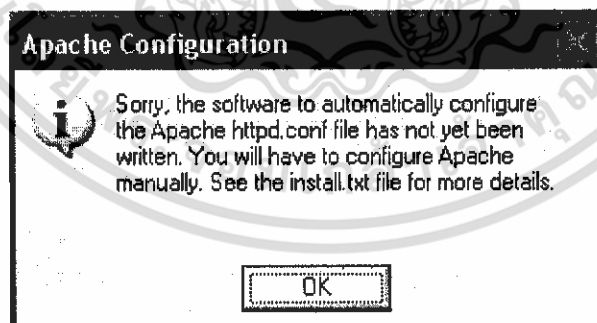 Apache Configuration
Sorry, the software to automatically configure
the Apache httpd.conf file has not yet been
written. You will have to configure Apache
manually. See the install.txt file for more details.
OK